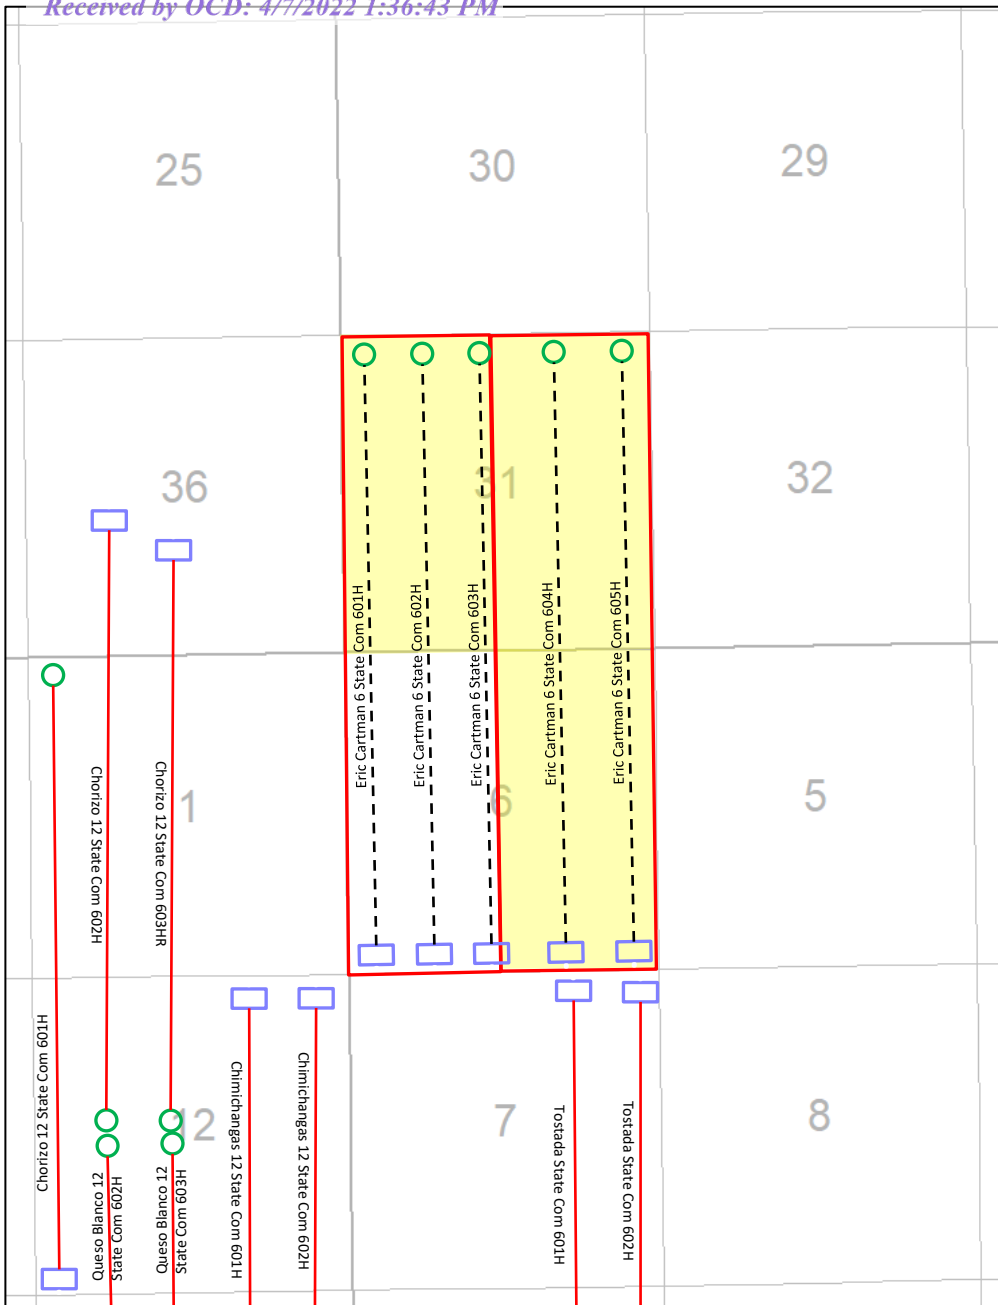 Received by OCD: 4/7/2022 1:36:43 PM
25
30
29
36
31
32
Eric Cartman 6 State Com 601H
Eric Cartman 6 State Com 602H
Eric Cartman 6 State Com 603H
Eric Cartman 6 State Com 604H
Eric Cartman 6 State Com 605H
Chorizo 12 State Com 602H
Chorizo 12 State Com 603HR
1
6
5
Chorizo 12 State Com 601H
Queso Blanco 12
State Com 602H
Queso Blanco 12
State Com 603H
12
Chimichangas 12 State Com 601H
Chimichangas 12 State Com 602H
7
Tostada State Com 601H
Tostada State Com 602H
8